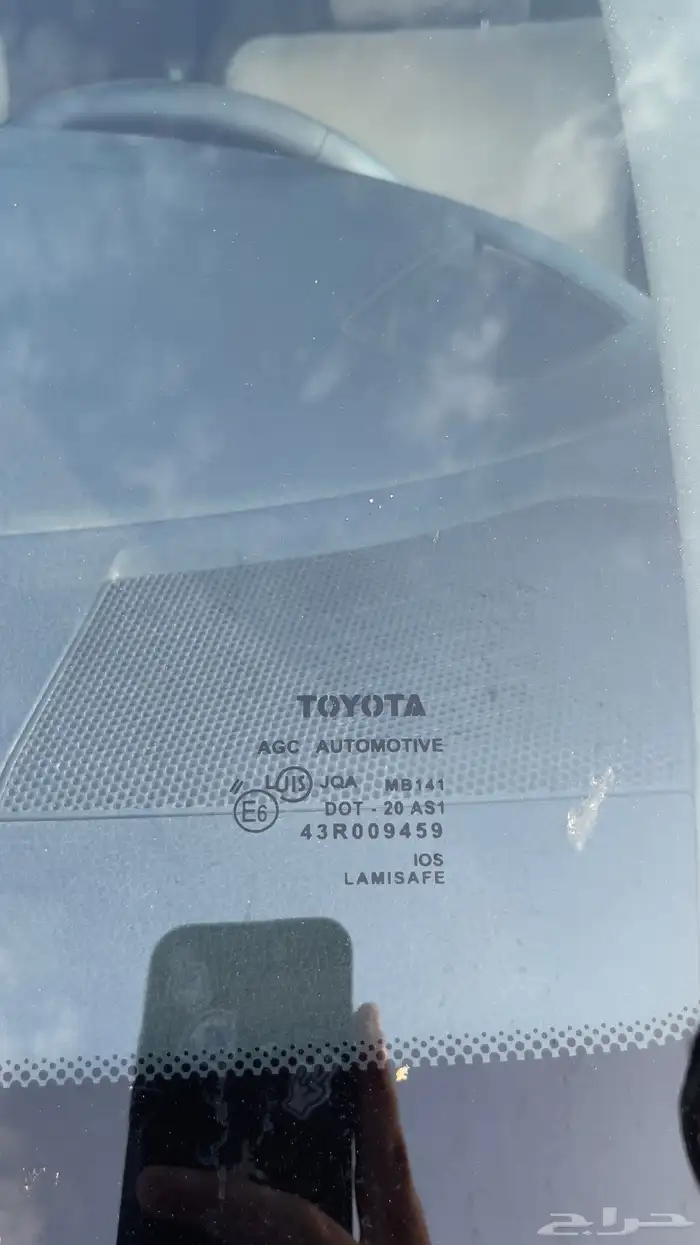 TOYOTA
AGC AUTOMOTIVE
L JIS JQA MB141
E6 DOT - 20 AS1
43R009459
IOS
LAMISAFE
حراج